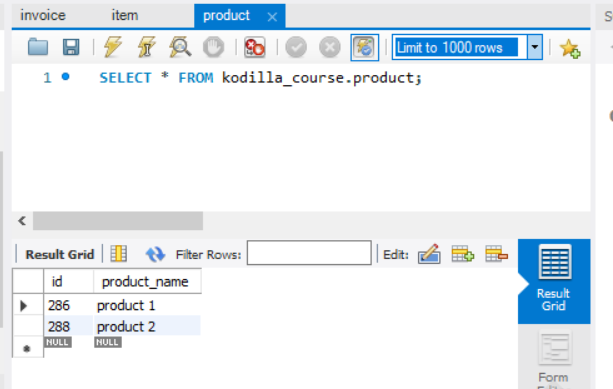 invoice item product
Limit to 1000 rows
1 SELECT * FROM kodilla_course.product;
Result Grid Filter Rows: Edit:
id product_name
286 product 1
288 product 2
NULL NULL
Result
Grid
Form